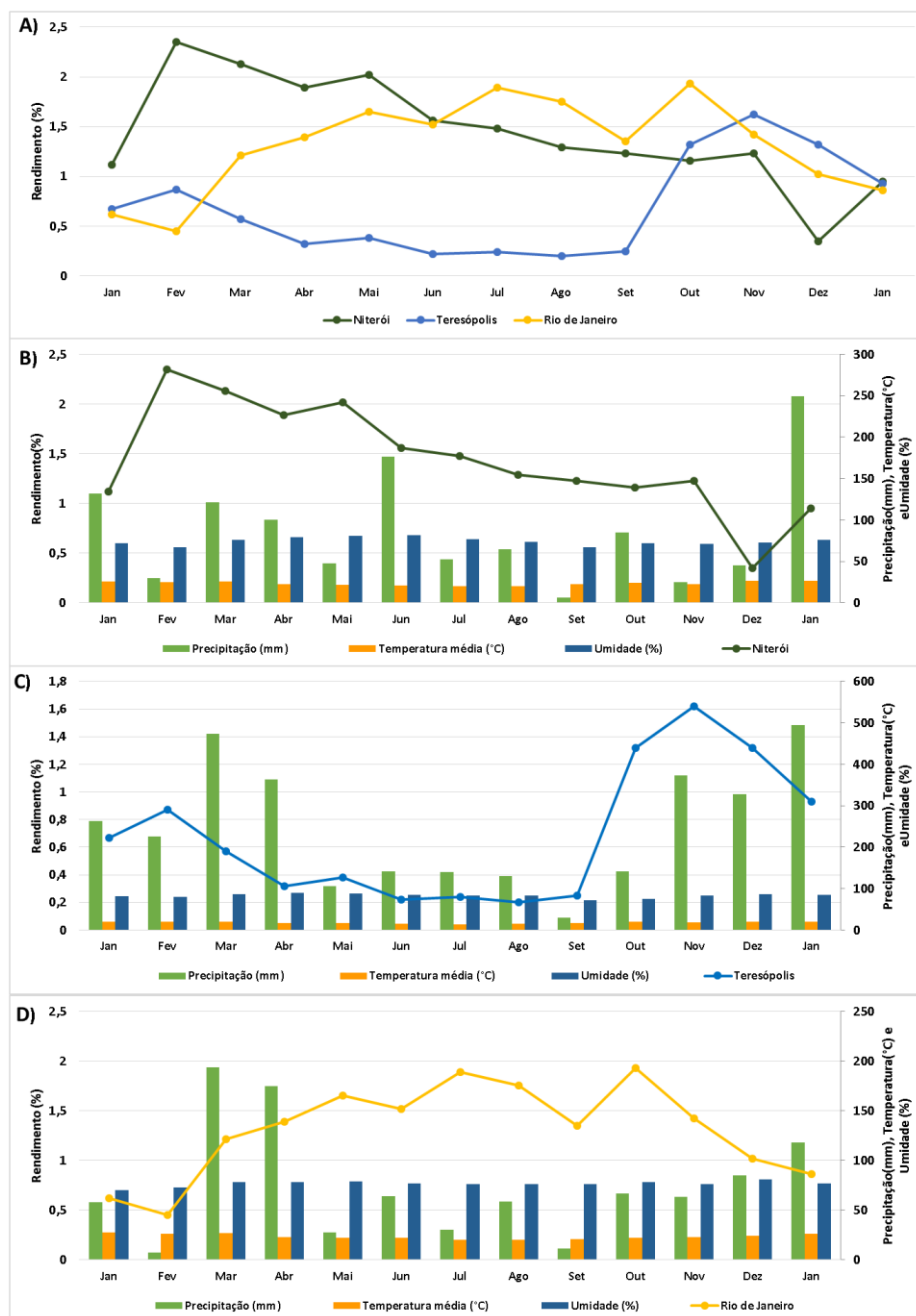 A)
Rendimento (%)
2,5
2
1,5
1
0,5
0
Jan Fev Mar Abr Mai Jun Jul Ago Set Out Nov Dez Jan
Niterói Teresópolis Rio de Janeiro
B)
Rendimento(%)
2,5
2
1,5
1
0,5
0
300
250
200
150
100
50
0
Precipitação(mm), Temperatura(°C)
eUmidade (%)
Jan Fev Mar Abr Mai Jun Jul Ago Set Out Nov Dez Jan
Precipitação (mm) Temperatura média (°C) Umidade (%) Niterói
C)
Rendimento (%)
1,8
1,6
1,4
1,2
1
0,8
0,6
0,4
0,2
0
600
500
400
300
200
100
0
Precipitação(mm), Temperatura(°C)
eUmidade (%)
Jan Fev Mar Abr Mai Jun Jul Ago Set Out Nov Dez Jan
Precipitação (mm) Temperatura média (°C) Umidade (%) Teresópolis
D)
Rendimento (%)
2,5
2
1,5
1
0,5
0
250
200
150
100
50
0
Precipitação(mm), Temperatura(°C) e
Umidade (%)
Jan Fev Mar Abr Mai Jun Jul Ago Set Out Nov Dez Jan
Precipitação (mm) Temperatura média (°C) Umidade (%) Rio de Janeiro